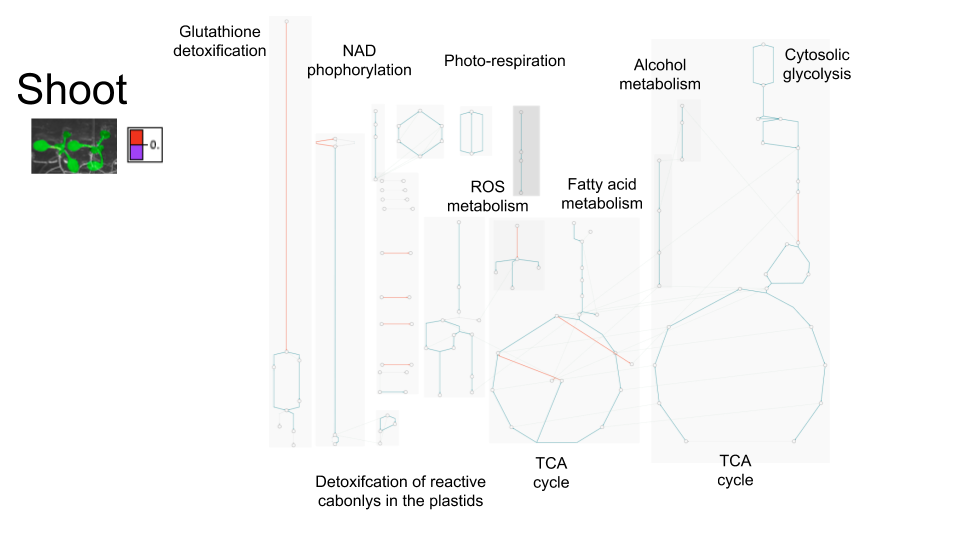 Shoot
0.
Glutathione
detoxification
NAD
phophorylation
Photo-respiration
Alcohol
metabolism
Cytosolic
glycolysis
ROS
metabolism
Fatty acid
metabolism
Detoxifcation of reactive
cabonlys in the plastids
TCA
cycle
TCA
cycle